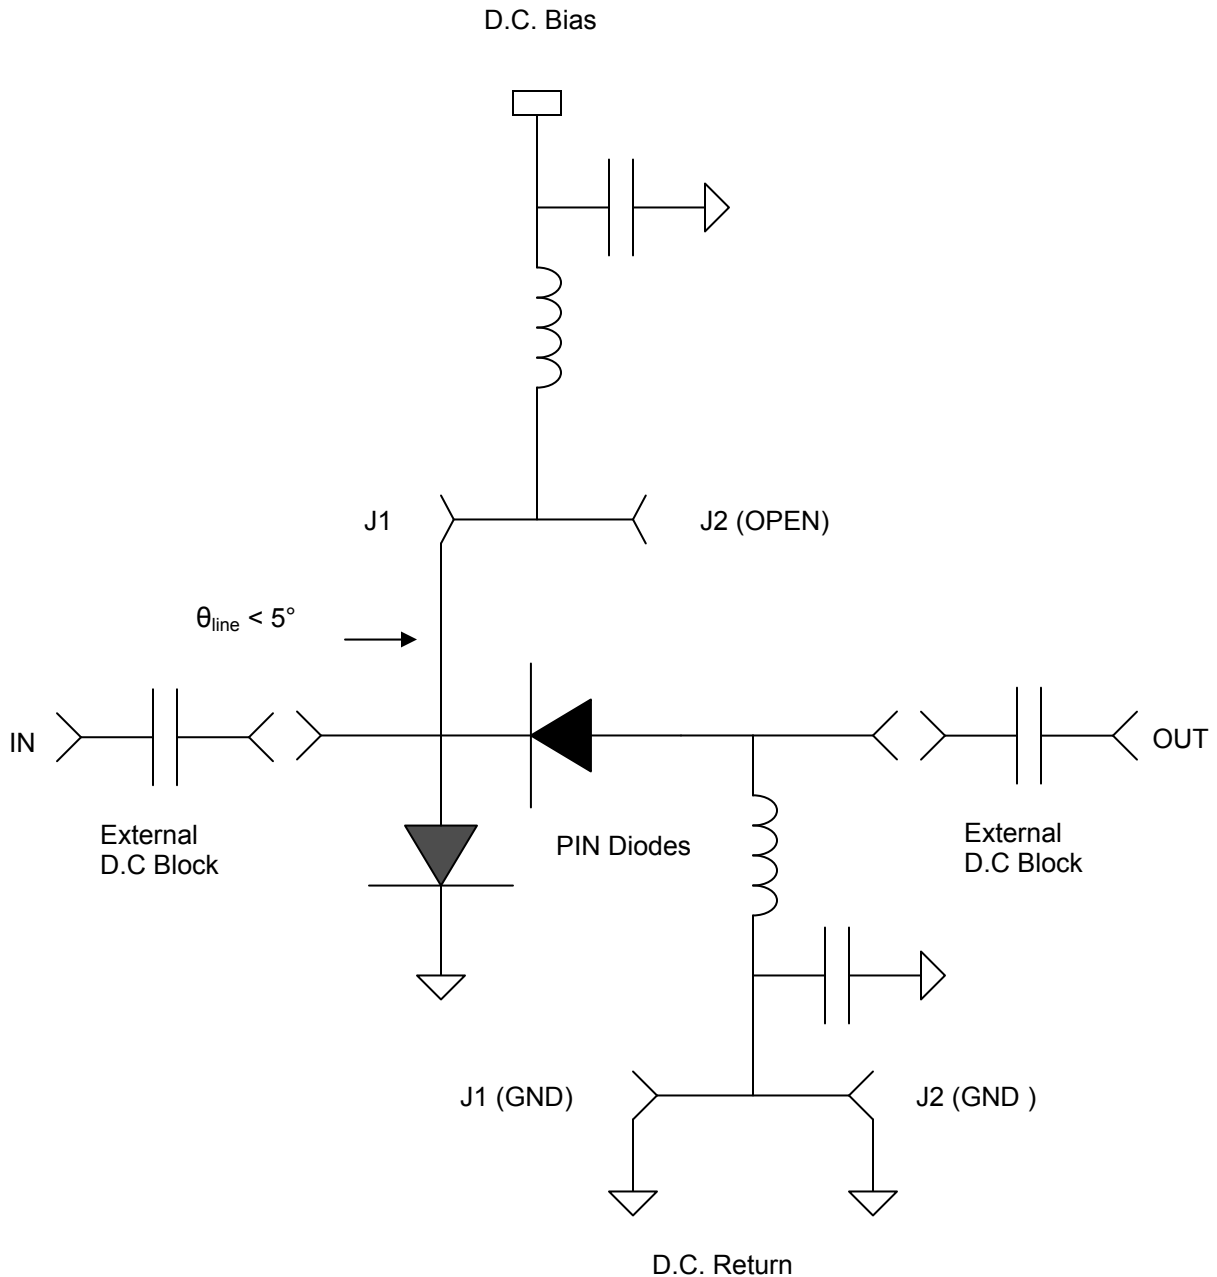 D.C. Bias
J1
J2 (OPEN)
θline < 5°
IN
OUT
External
D.C Block
PIN Diodes
External
D.C Block
J1 (GND)
J2 (GND )
D.C. Return